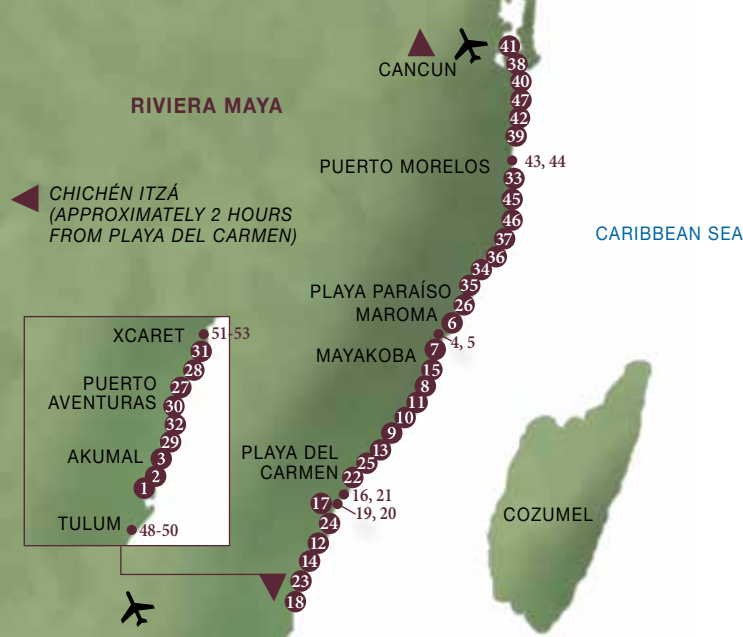 41
CANCUN
38
40
RIVIERA MAYA
47
42
39
PUERTO MORELOS
43, 44
33
CHICHÉN ITZÁ
(APPROXIMATELY 2 HOURS
FROM PLAYA DEL CARMEN)
45
46
CARIBBEAN SEA
37
36
34
35
PLAYA PARAÍSO
26
MAROMA
6
4, 5
MAYAKOBA
7
15
8
11
10
9
13
PLAYA DEL
CARMEN
25
22
16, 21
17
19, 20
24
12
14
23
18
COZUMEL
XCARET
51-53
31
28
PUERTO
AVENTURAS
27
30
32
29
AKUMAL
3
2
1
TULUM
48-50